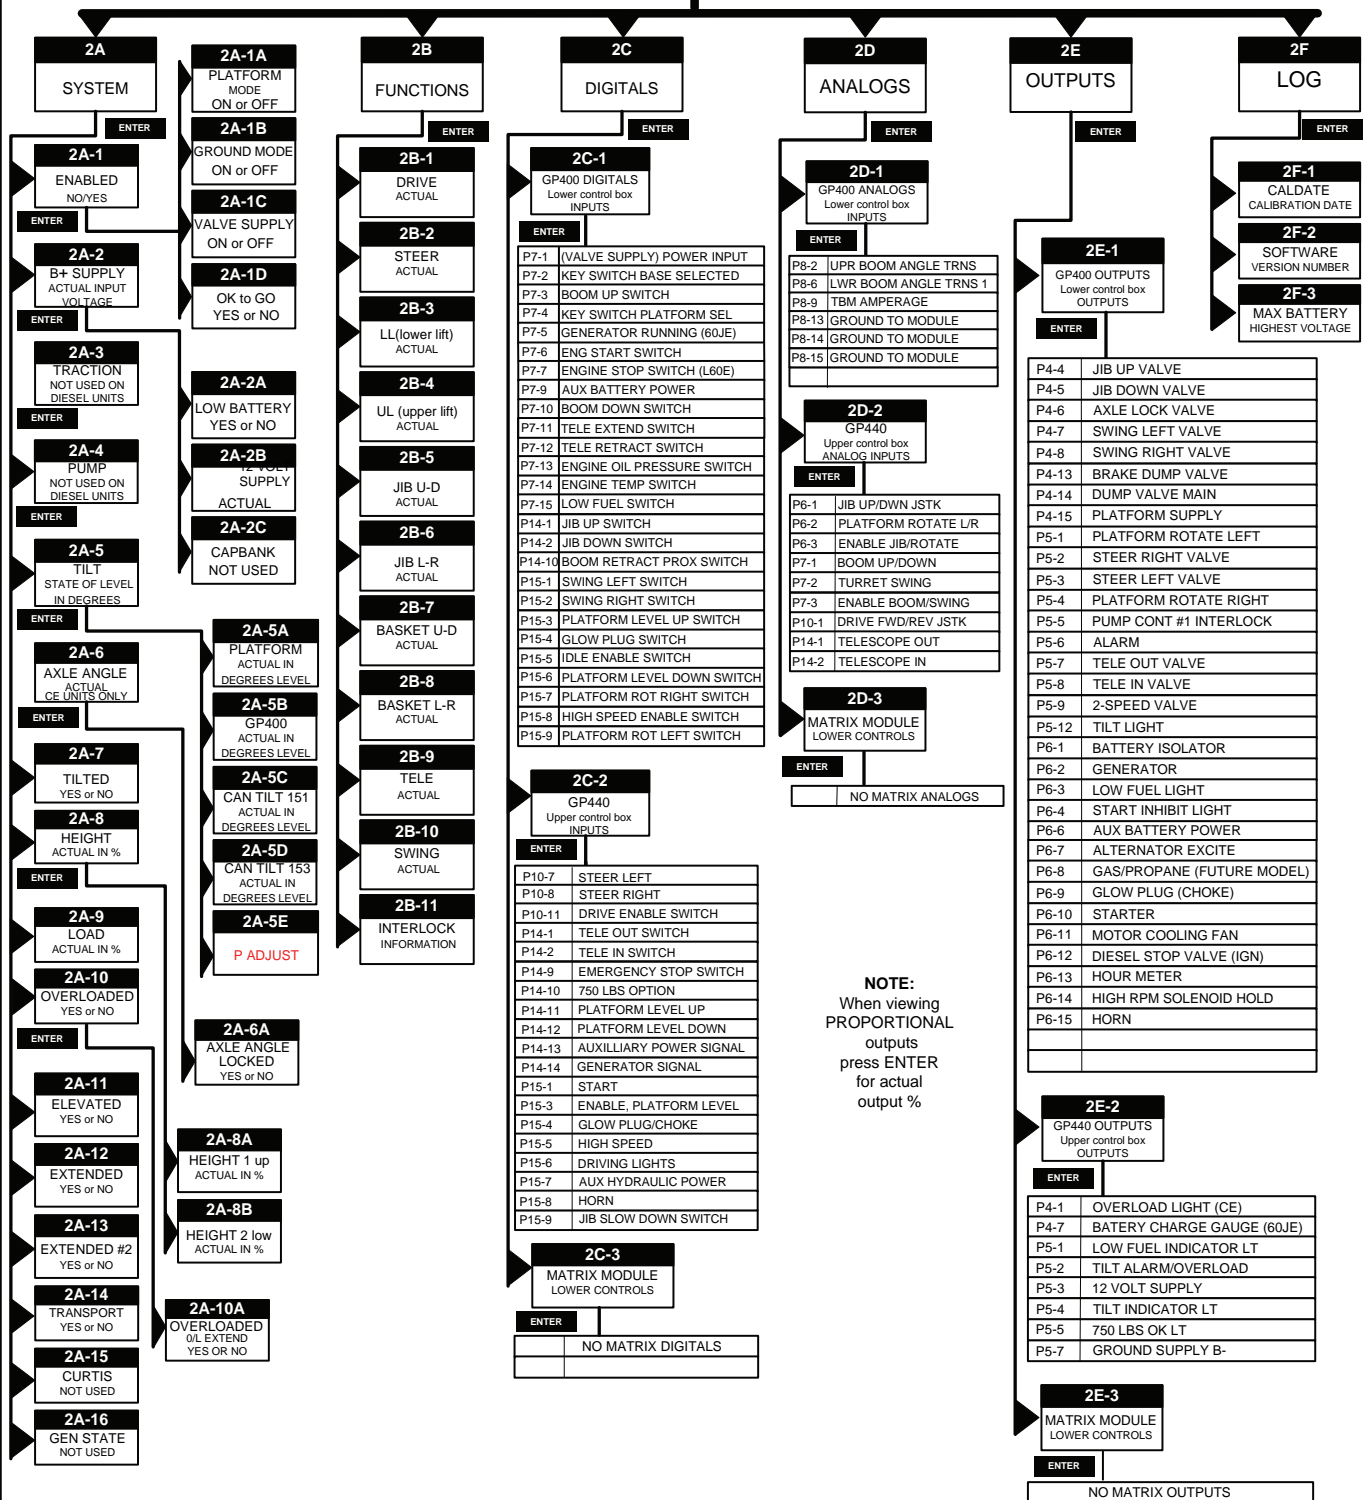 2A
SYSTEM
ENTER
2A-1
ENABLED
NO/YES
ENTER
2A-2
B+ SUPPLY
ACTUAL INPUT
VOLTAGE
2A-3
TRACTION
NOT USED ON
DIESEL UNITS
ENTER
2A-4
PUMP
NOT USED ON
DIESEL UNITS
ENTER
2A-5
TILT
STATE OF LEVEL
IN DEGREES
ENTER
2A-6
AXLE ANGLE
ACTUAL
CE UNITS ONLY
ENTER
2A-7
TILTED
YES or NO
2A-8
HEIGHT
ACTUAL IN %
ENTER
2A-9
LOAD
ACTUAL IN %
2A-10
OVERLOADED
YES or NO
ENTER
2A-11
ELEVATED
YES or NO
2A-12
EXTENDED
YES or NO
2A-13
EXTENDED #2
YES or NO
2A-14
TRANSPORT
YES or NO
2A-15
CURTIS
NOT USED
2A-16
GEN STATE
NOT USED
2A-1A
PLATFORM
MODE
ON or OFF
2A-1B
GROUND MODE
ON or OFF
2A-1C
VALVE SUPPLY
ON or OFF
2A-1D
OK to GO
YES or NO
2A-2A
LOW BATTERY
YES or NO
2A-2B
12 VOLT
SUPPLY
ACTUAL
2A-2C
CAPBANK
NOT USED
2A-5A
PLATFORM
ACTUAL IN
DEGREES LEVEL
2A-5B
GP400
ACTUAL IN
DEGREES LEVEL
2A-5C
CAN TILT 151
ACTUAL IN
DEGREES LEVEL
2A-5D
CAN TILT 153
ACTUAL IN
DEGREES LEVEL
2A-5E
P ADJUST
2A-6A
AXLE ANGLE
LOCKED
YES or NO
2A-8A
HEIGHT 1 up
ACTUAL IN %
2A-8B
HEIGHT 2 low
ACTUAL IN %
2A-10A
OVERLOADED
0/L EXTEND
YES OR NO
2B
FUNCTIONS
ENTER
2B-1
DRIVE
ACTUAL
2B-2
STEER
ACTUAL
2B-3
LL(lower lift)
ACTUAL
2B-4
UL (upper lift)
ACTUAL
2B-5
JIB U-D
ACTUAL
2B-6
JIB L-R
ACTUAL
2B-7
BASKET U-D
ACTUAL
2B-8
BASKET L-R
ACTUAL
2B-9
TELE
ACTUAL
2B-10
SWING
ACTUAL
2B-11
INTERLOCK
INFORMATION
2C
DIGITALS
ENTER
2C-1
GP400 DIGITALS
Lower control box
INPUTS
ENTER
P7-1 (VALVE SUPPLY) POWER INPUT
P7-2 KEY SWITCH BASE SELECTED
P7-3 BOOM UP SWITCH
P7-4 KEY SWITCH PLATFORM SEL
P7-5 GENERATOR RUNNING (60JE)
P7-6 ENG START SWITCH
P7-7 ENGINE STOP SWITCH (L60E)
P7-9 AUX BATTERY POWER
P7-10 BOOM DOWN SWITCH
P7-11 TELE EXTEND SWITCH
P7-12 TELE RETRACT SWITCH
P7-13 ENGINE OIL PRESSURE SWITCH
P7-14 ENGINE TEMP SWITCH
P7-15 LOW FUEL SWITCH
P14-1 JIB UP SWITCH
P14-2 JIB DOWN SWITCH
P14-10 BOOM RETRACT PROX SWITCH
P15-1 SWING LEFT SWITCH
P15-2 SWING RIGHT SWITCH
P15-3 PLATFORM LEVEL UP SWITCH
P15-4 GLOW PLUG SWITCH
P15-5 IDLE ENABLE SWITCH
P15-6 PLATFORM LEVEL DOWN SWITCH
P15-7 PLATFORM ROT RIGHT SWITCH
P15-8 HIGH SPEED ENABLE SWITCH
P15-9 PLATFORM ROT LEFT SWITCH
2C-2
GP440
Upper control box
INPUTS
ENTER
P10-7 STEER LEFT
P10-8 STEER RIGHT
P10-11 DRIVE ENABLE SWITCH
P14-1 TELE OUT SWITCH
P14-2 TELE IN SWITCH
P14-9 EMERGENCY STOP SWITCH
P14-10 750 LBS OPTION
P14-11 PLATFORM LEVEL UP
P14-12 PLATFORM LEVEL DOWN
P14-13 AUXILLIARY POWER SIGNAL
P14-14 GENERATOR SIGNAL
P15-1 START
P15-3 ENABLE, PLATFORM LEVEL
P15-4 GLOW PLUG/CHOKE
P15-5 HIGH SPEED
P15-6 DRIVING LIGHTS
P15-7 AUX HYDRAULIC POWER
P15-8 HORN
P15-9 JIB SLOW DOWN SWITCH
2C-3
MATRIX MODULE
LOWER CONTROLS
ENTER
NO MATRIX DIGITALS
2D
ANALOGS
ENTER
2D-1
GP400 ANALOGS
Lower control box
INPUTS
ENTER
P8-2 UPR BOOM ANGLE TRNS
P8-6 LWR BOOM ANGLE TRNS 1
P8-9 TBM AMPERAGE
P8-13 GROUND TO MODULE
P8-14 GROUND TO MODULE
P8-15 GROUND TO MODULE
2D-2
GP440
Upper control box
ANALOG INPUTS
ENTER
P6-1 JIB UP/DWN JSTK
P6-2 PLATFORM ROTATE L/R
P6-3 ENABLE JIB/ROTATE
P7-1 BOOM UP/DOWN
P7-2 TURRET SWING
P7-3 ENABLE BOOM/SWING
P10-1 DRIVE FWD/REV JSTK
P14-1 TELESCOPE OUT
P14-2 TELESCOPE IN
2D-3
MATRIX MODULE
LOWER CONTROLS
ENTER
NO MATRIX ANALOGS
NOTE:
When viewing
PROPORTIONAL
outputs
press ENTER
for actual
output %
2E
OUTPUTS
ENTER
2E-1
GP400 OUTPUTS
Lower control box
OUTPUTS
ENTER
P4-4 JIB UP VALVE
P4-5 JIB DOWN VALVE
P4-6 AXLE LOCK VALVE
P4-7 SWING LEFT VALVE
P4-8 SWING RIGHT VALVE
P4-13 BRAKE DUMP VALVE
P4-14 DUMP VALVE MAIN
P4-15 PLATFORM SUPPLY
P5-1 PLATFORM ROTATE LEFT
P5-2 STEER RIGHT VALVE
P5-3 STEER LEFT VALVE
P5-4 PLATFORM ROTATE RIGHT
P5-5 PUMP CONT #1 INTERLOCK
P5-6 ALARM
P5-7 TELE OUT VALVE
P5-8 TELE IN VALVE
P5-9 2-SPEED VALVE
P5-12 TILT LIGHT
P6-1 BATTERY ISOLATOR
P6-2 GENERATOR
P6-3 LOW FUEL LIGHT
P6-4 START INHIBIT LIGHT
P6-6 AUX BATTERY POWER
P6-7 ALTERNATOR EXCITE
P6-8 GAS/PROPANE (FUTURE MODEL)
P6-9 GLOW PLUG (CHOKE)
P6-10 STARTER
P6-11 MOTOR COOLING FAN
P6-12 DIESEL STOP VALVE (IGN)
P6-13 HOUR METER
P6-14 HIGH RPM SOLENOID HOLD
P6-15 HORN
2E-2
GP440 OUTPUTS
Upper control box
OUTPUTS
ENTER
P4-1 OVERLOAD LIGHT (CE)
P4-7 BATERY CHARGE GAUGE (60JE)
P5-1 LOW FUEL INDICATOR LT
P5-2 TILT ALARM/OVERLOAD
P5-3 12 VOLT SUPPLY
P5-4 TILT INDICATOR LT
P5-5 750 LBS OK LT
P5-7 GROUND SUPPLY B-
2E-3
MATRIX MODULE
LOWER CONTROLS
ENTER
NO MATRIX OUTPUTS
2F
LOG
ENTER
2F-1
CALDATE
CALIBRATION DATE
2F-2
SOFTWARE
VERSION NUMBER
2F-3
MAX BATTERY
HIGHEST VOLTAGE